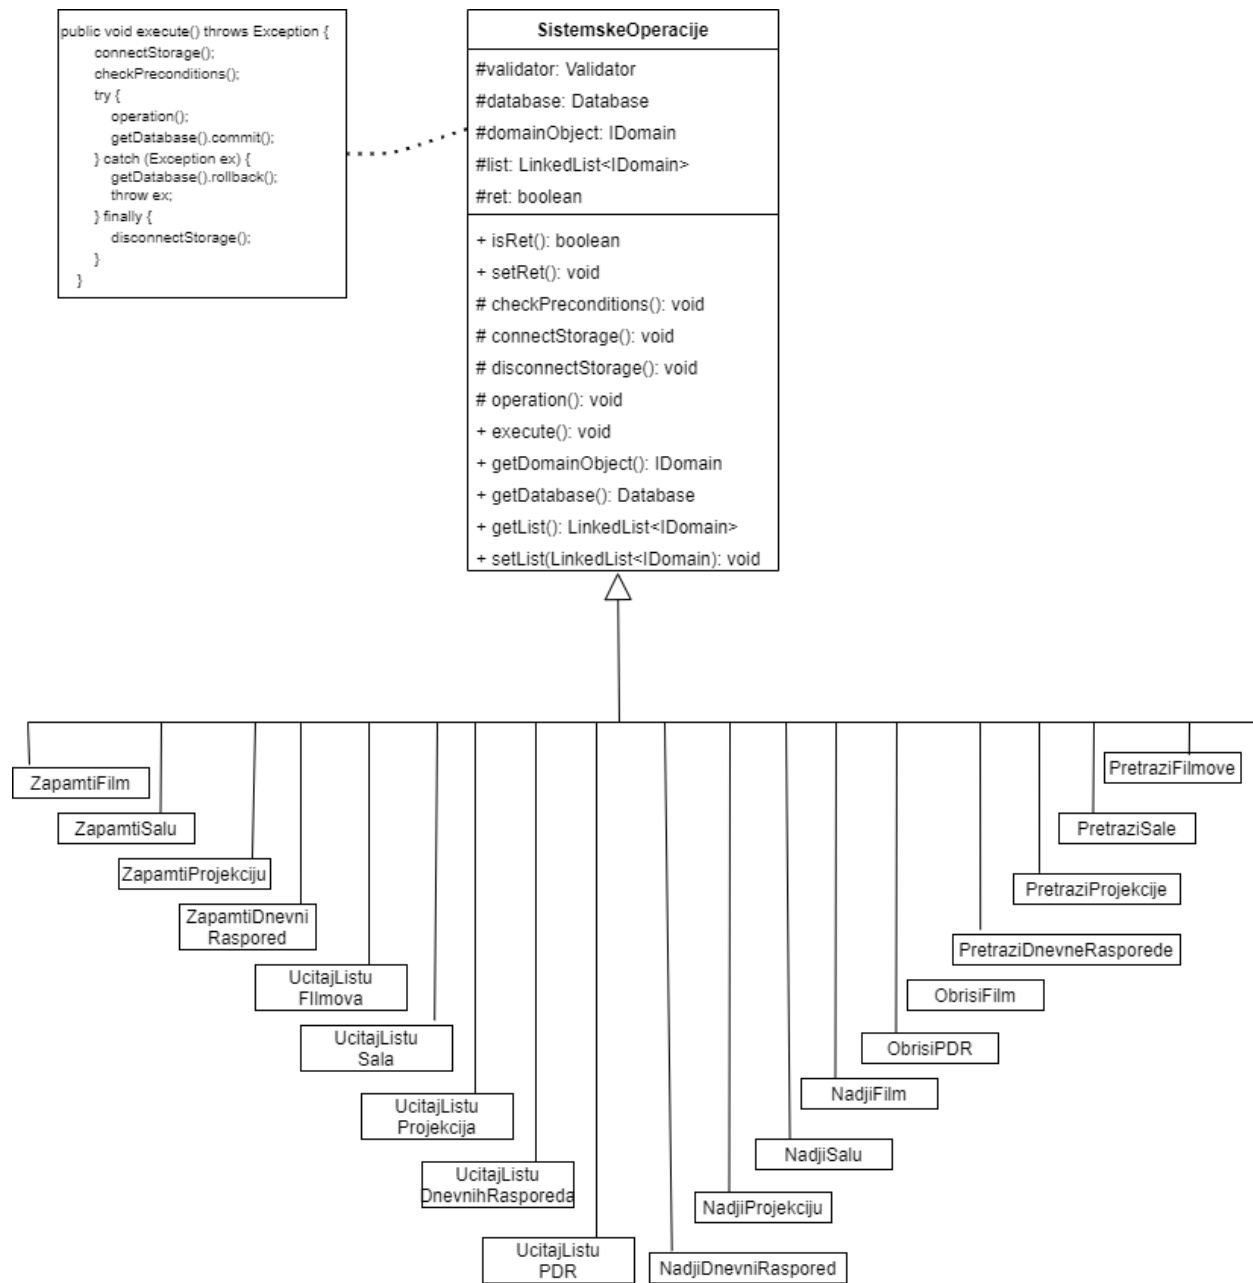 public void execute() throws Exception {
connectStorage();
checkPreconditions();
try {
operation();
getDatabase().commit();
} catch (Exception ex) {
getDatabase().rollback();
throw ex;
} finally {
disconnectStorage();
}
}
SistemskeOperacije
#validator: Validator
#database: Database
#domainObject: IDomain
#list: LinkedList<IDomain>
#ret: boolean
+ isRet(): boolean
+ setRet(): void
# checkPreconditions(): void
# connectStorage(): void
# disconnectStorage(): void
# operation(): void
+ execute(): void
+ getDomainObject(): IDomain
+ getDatabase(): Database
+ getList(): LinkedList<IDomain>
+ setList(LinkedList<IDomain): void
ZapamtiFilm
ZapamtiSalu
ZapamtiProjekciju
ZapamtiDnevni
Raspored
UcitajListu
FIlmova
UcitajListu
Sala
UcitajListu
Projekcija
UcitajListu
DnevnihRasporeda
UcitajListu
PDR
NadjiDnevniRaspored
NadjiProjekciju
NadjiSalu
NadjiFilm
ObrisiPDR
ObrisiFilm
PretraziDnevneRasporede
PretraziProjekcije
PretraziSale
PretraziFilmove